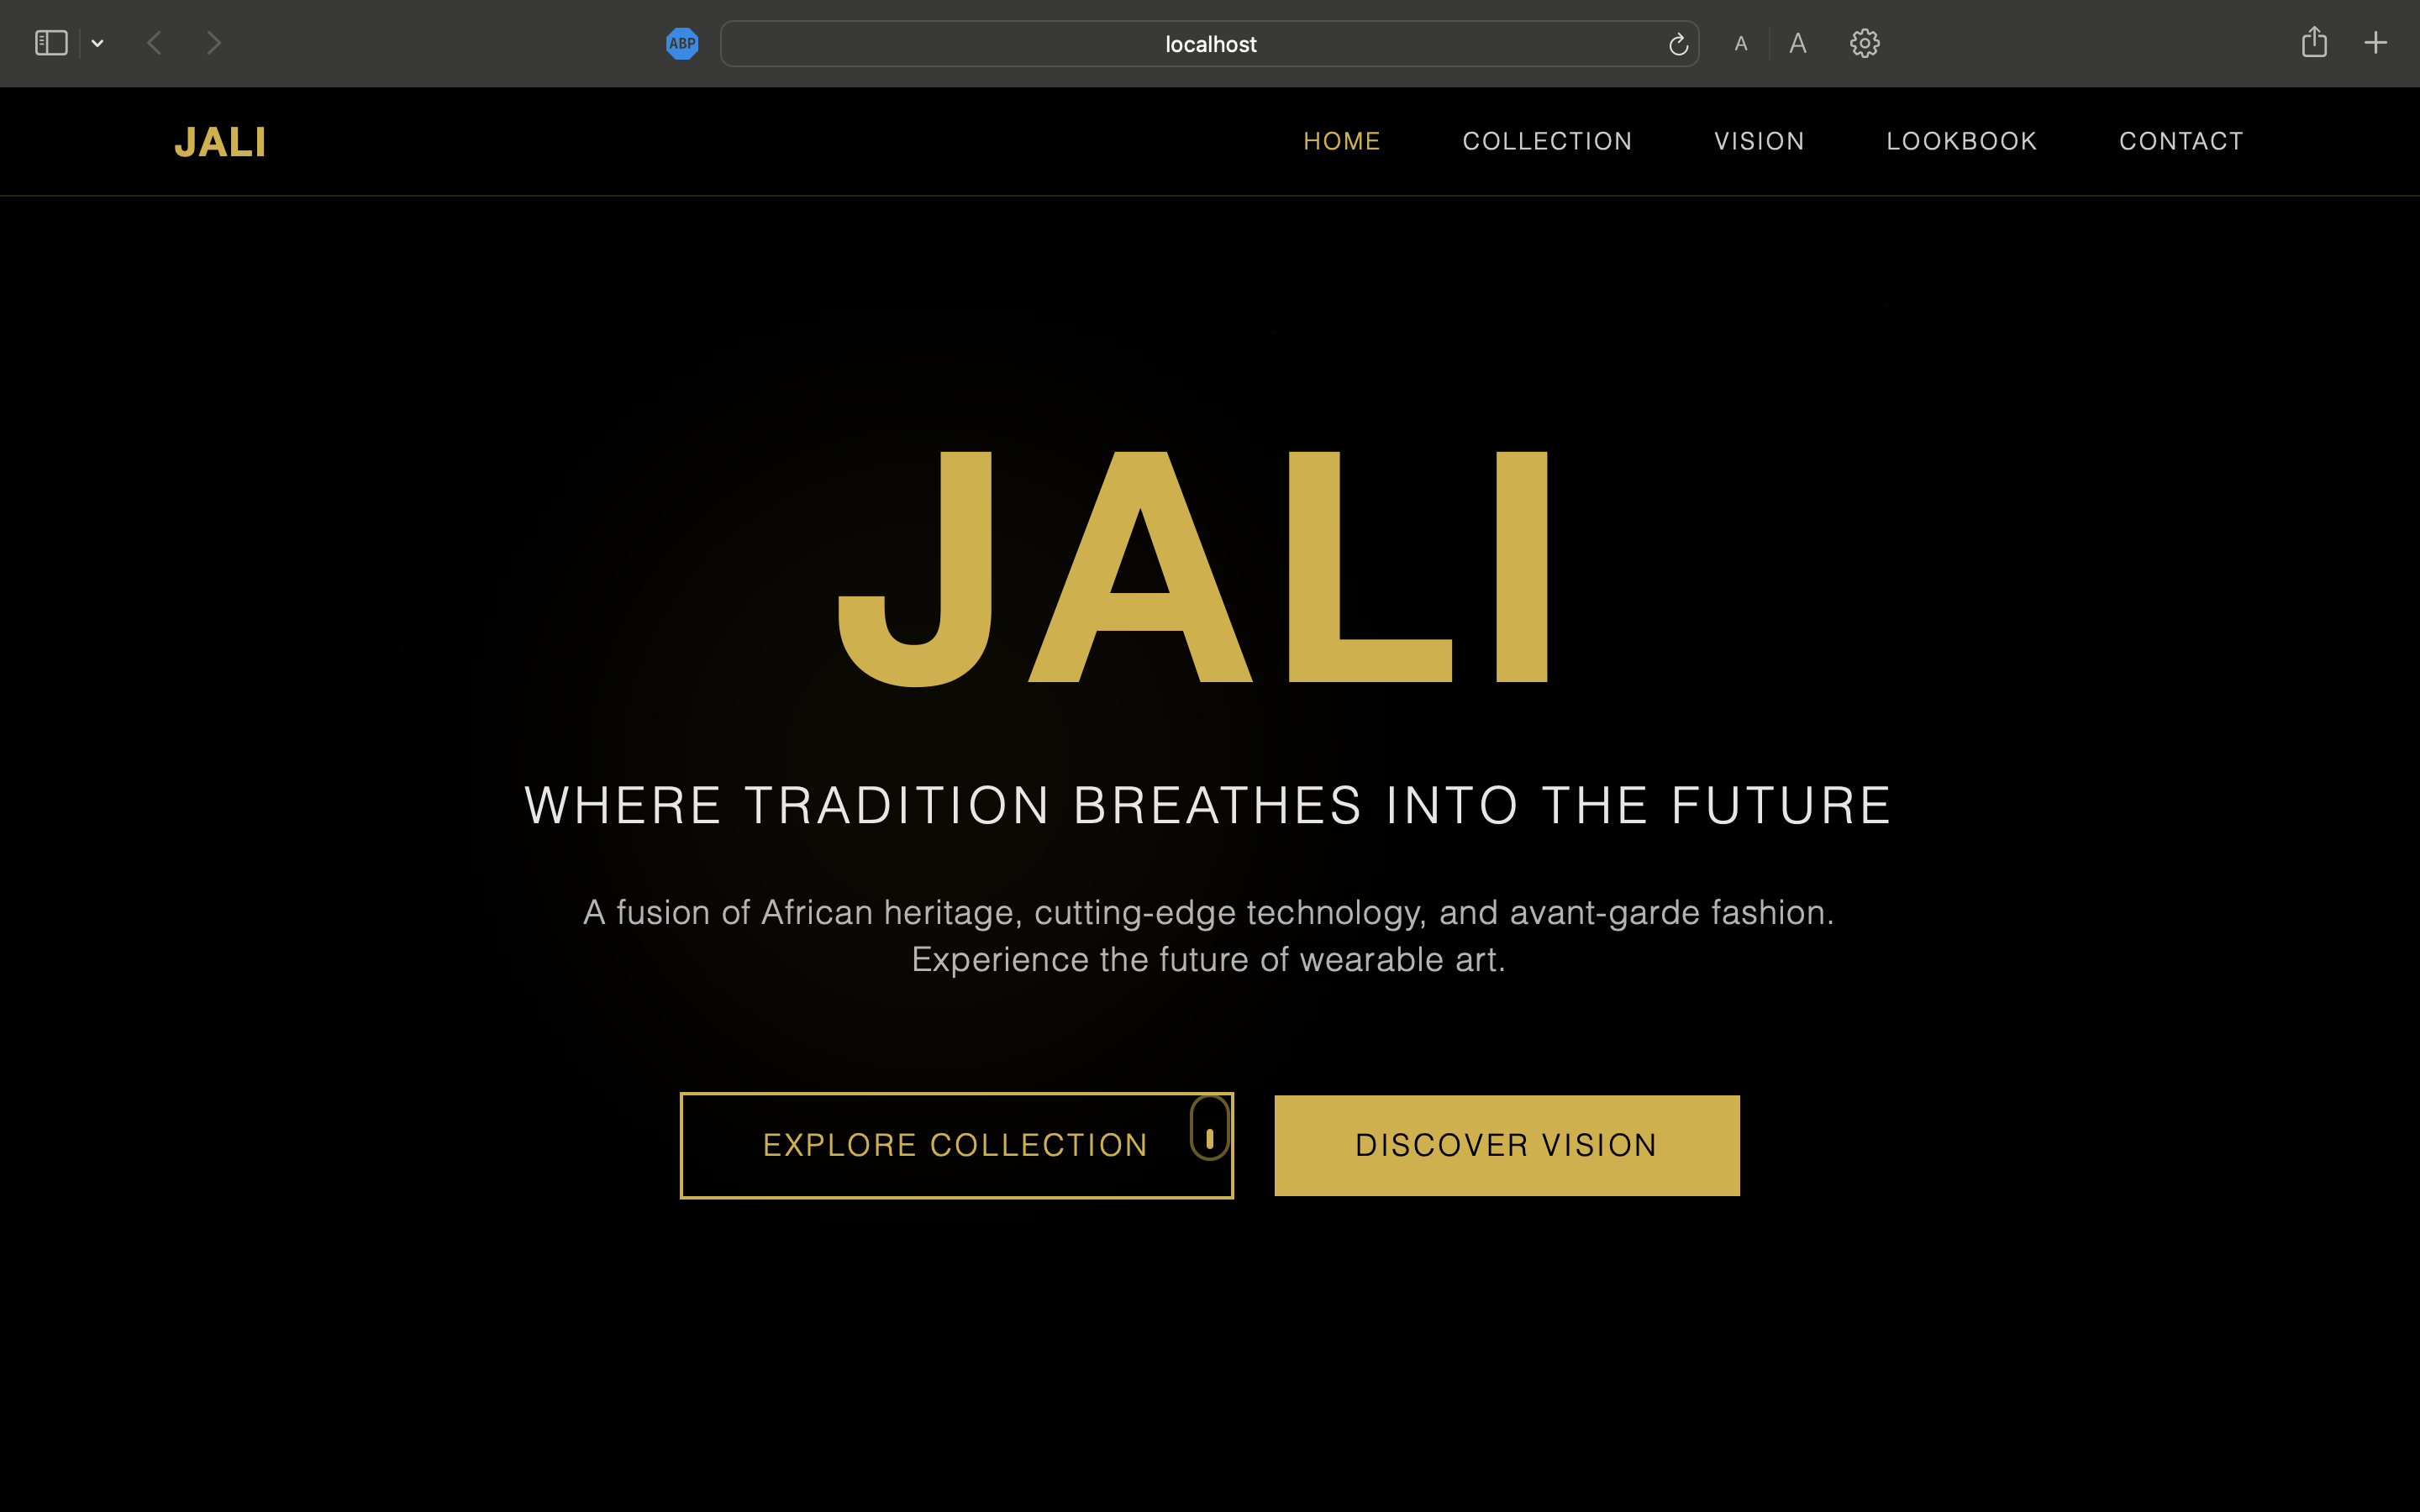 ABP
localhost
A A
JALI
HOME COLLECTION VISION LOOKBOOK CONTACT
JALI
WHERE TRADITION BREATHES INTO THE FUTURE
A fusion of African heritage, cutting-edge technology, and avant-garde fashion.
Experience the future of wearable art.
EXPLORE COLLECTION
DISCOVER VISION